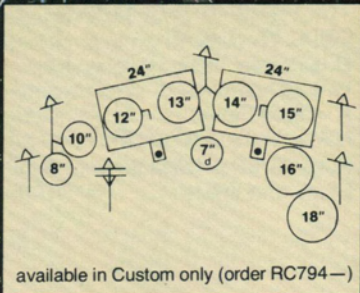 24" 24"
12" 13" 14" 15"
10"
8"
7"
d
16"
18"
available in Custom only (order RC794—)